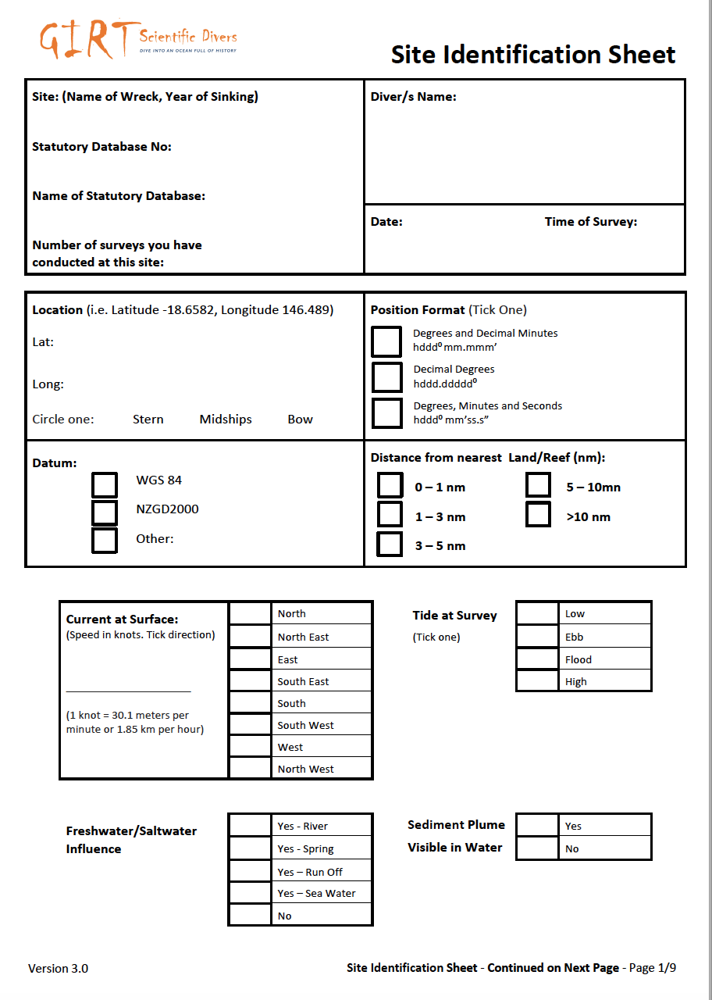 GIRT Scientific Divers
DIVE INTO AN OCEAN FULL OF HISTORY
Site Identification Sheet
Site: (Name of Wreck, Year of Sinking)
Statutory Database No:
Name of Statutory Database:
Number of surveys you have
conducted at this site:
Diver/s Name:
Date: Time of Survey:
Location (i.e. Latitude -18.6582, Longitude 146.489)
Lat:
Long:
Circle one: Stern Midships Bow
Position Format (Tick One)
Degrees and Decimal Minutes
hddd⁰ mm.mmm’
Decimal Degrees
hddd.ddddd⁰
Degrees, Minutes and Seconds
hddd⁰ mm’ss.s”
Datum:
WGS 84
NZGD2000
Other:
Distance from nearest Land/Reef (nm):
0 – 1 nm 5 – 10mn
1 – 3 nm >10 nm
3 – 5 nm
Current at Surface:
(Speed in knots. Tick direction)
____________________
(1 knot = 30.1 meters per
minute or 1.85 km per hour)
North
North East
East
South East
South
South West
West
North West
Tide at Survey
(Tick one)
Low
Ebb
Flood
High
Freshwater/Saltwater
Influence
Yes - River
Yes - Spring
Yes – Run Off
Yes – Sea Water
No
Sediment Plume
Visible in Water
Yes
No
Version 3.0
Site Identification Sheet - Continued on Next Page - Page 1/9